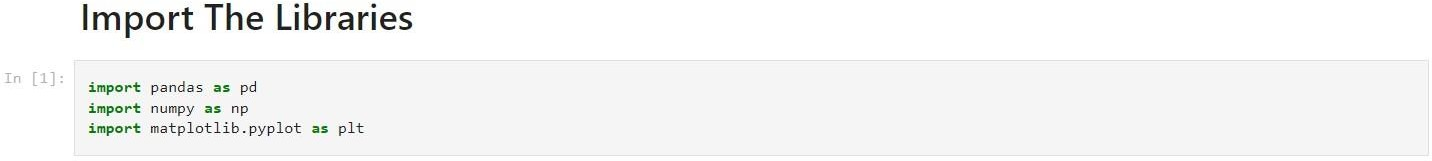 Import The Libraries
In [1]:
import pandas as pd
import numpy as np
import matplotlib.pyplot as plt